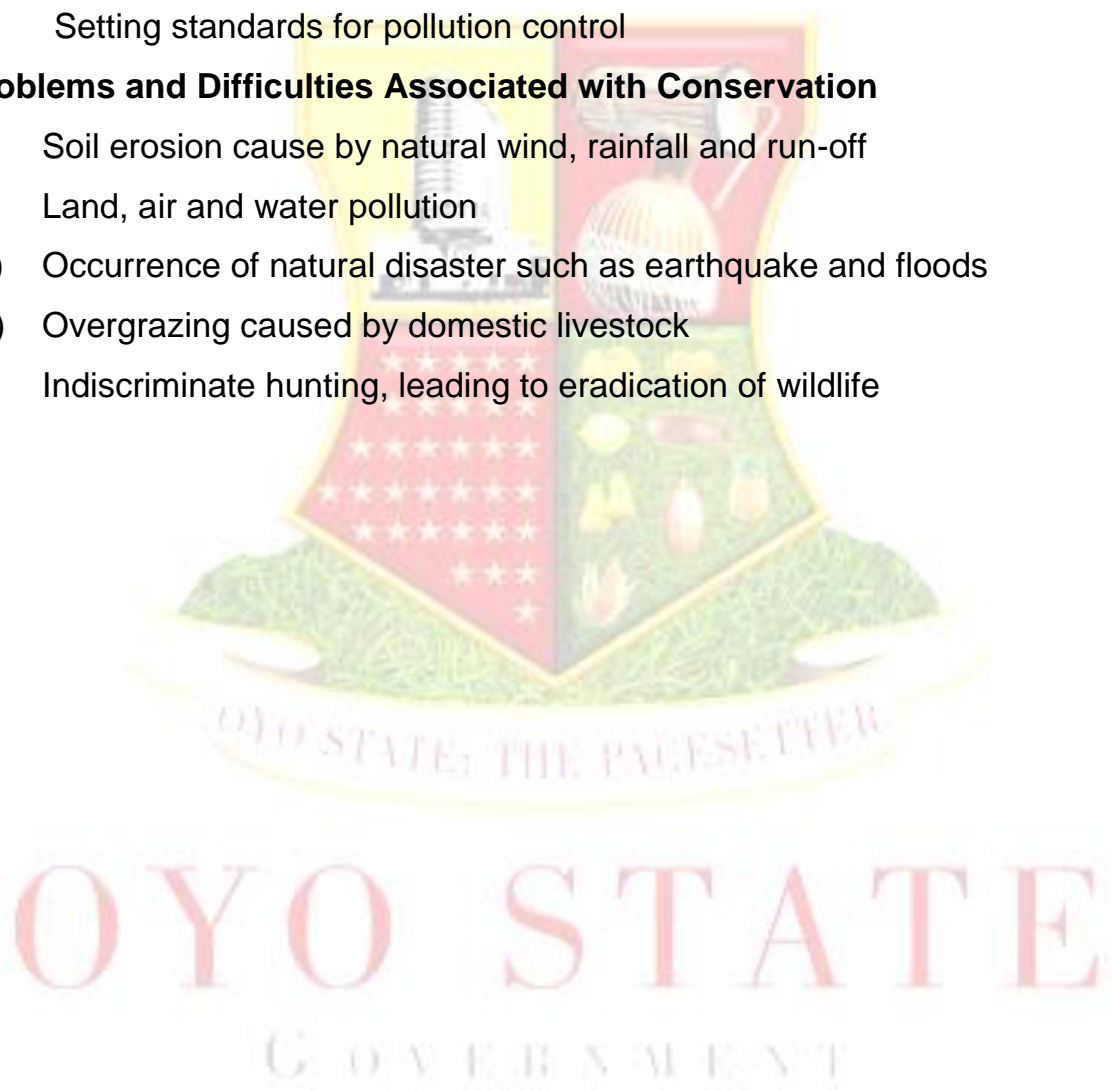 Setting standards for pollution control
oblems and Difficulties Associated with Conservation
Soil erosion cause by natural wind, rainfall and run-off
Land, air and water pollution
) Occurrence of natural disaster such as earthquake and floods
) Overgrazing caused by domestic livestock
Indiscriminate hunting, leading to eradication of wildlife
OYO STATE: THE PACESETTER
OYO STATE
GOVERNMENT